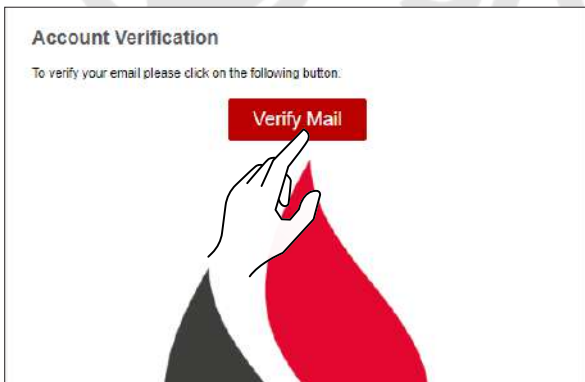 Account Verification
To verify your email please click on the following button.
Verify Mail